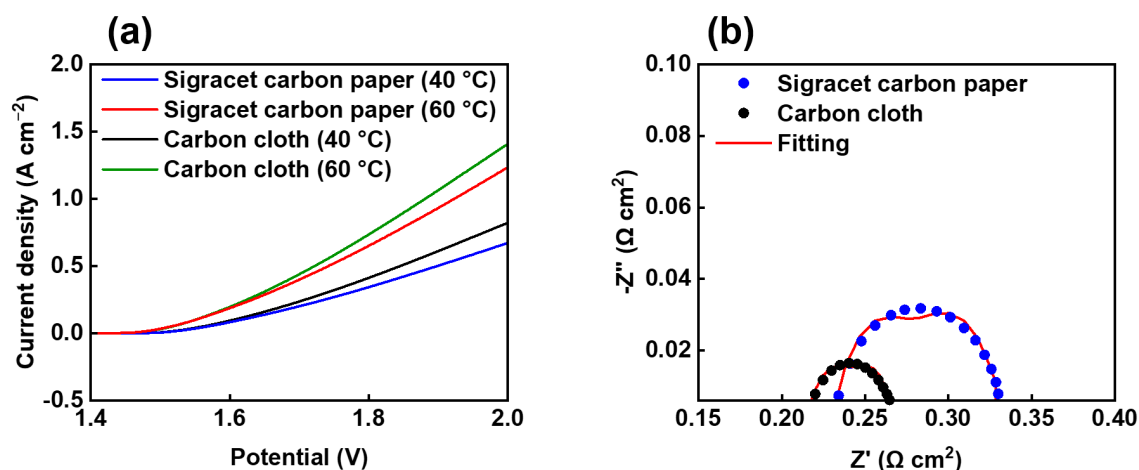 (a)
2.0
1.5
1.0
0.5
0.0
-0.5
1.4 1.6 1.8 2.0
Current density (A cm⁻²)
Potential (V)
Sigracet carbon paper (40 °C)
Sigracet carbon paper (60 °C)
Carbon cloth (40 °C)
Carbon cloth (60 °C)
(b)
0.10
0.08
0.06
0.04
0.02
0.15 0.20 0.25 0.30 0.35 0.40
-Z" (Ω cm²)
Z' (Ω cm²)
Sigracet carbon paper
Carbon cloth
Fitting